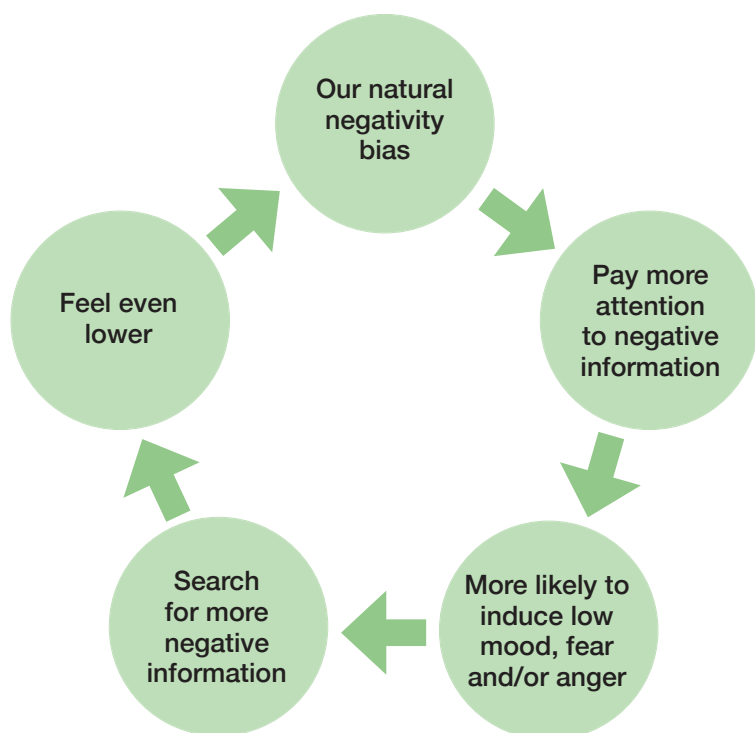 Our natural
negativity
bias
Pay more
attention
to negative
information
More likely to
induce low
mood, fear
and/or anger
Search
for more
negative
information
Feel even
lower